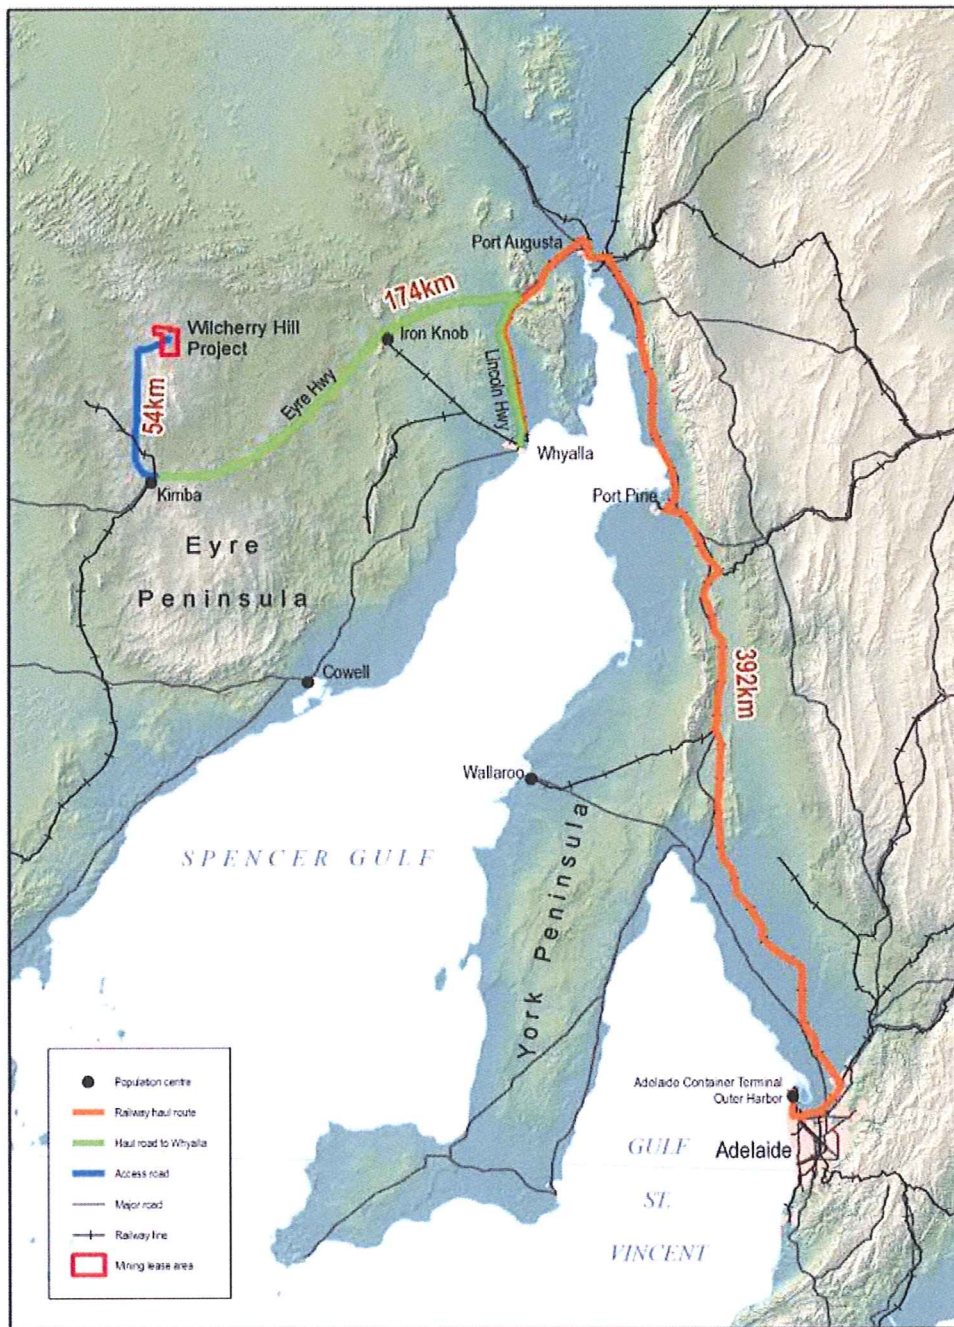 Port Augusta
174km
Wilcherry Hill
Project
Iron Knob
Eyre Hwy
Lincoln Hwy
54km
Whyalla
Kimba
Port Pirie
Eyre
Peninsula
392km
Cowell
Wallaroo
SPENCER GULF
York Peninsula
Adelaide Container Terminal
Outer Harbor
Adelaide
GULF
ST.
VINCENT
Population centre
Railway haul route
Haul road to Whyalla
Access road
Major road
Railway line
Mining lease area